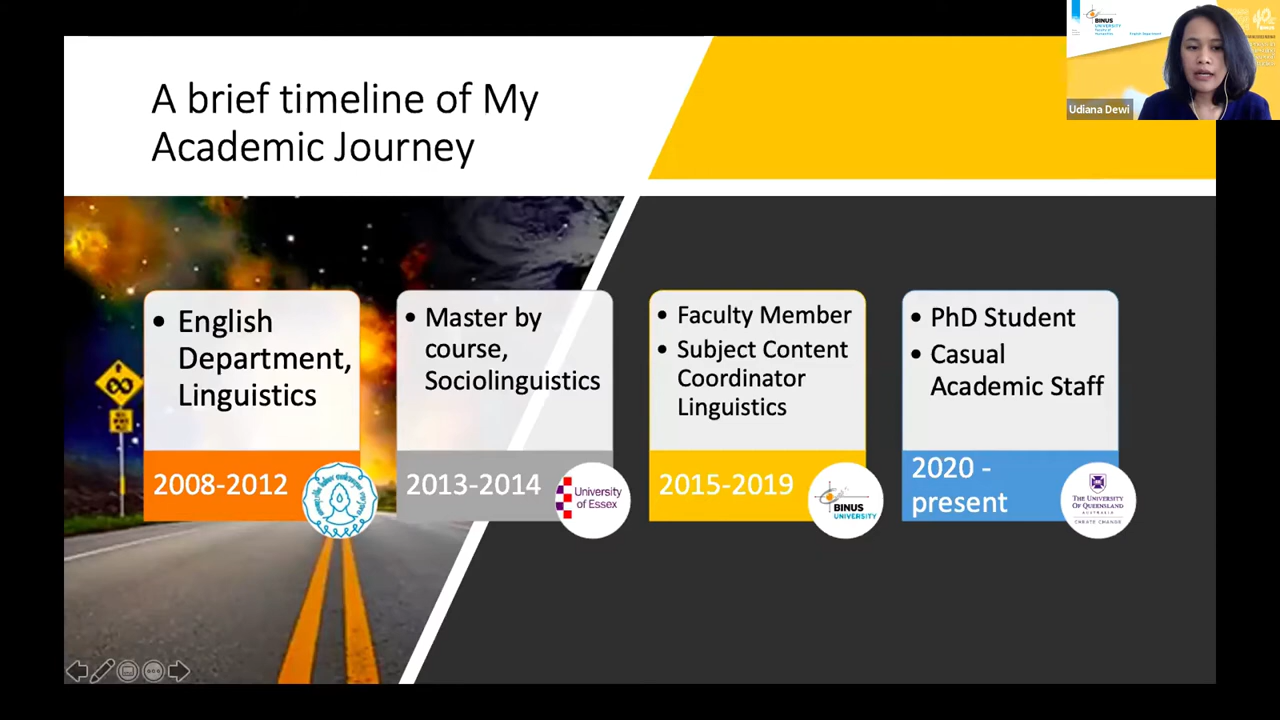 A brief timeline of My
Academic Journey
BINUS
UNIVERSITY
Udiana Dewi
• English
Department,
Linguistics
2008-2012
• Master by
course,
Sociolinguistics
2013-2014
University
of Essex
• Faculty Member
• Subject Content
Coordinator
Linguistics
2015-2019
BINUS
UNIVERSITY
• PhD Student
• Casual
Academic Staff
2020 -
present
THE UNIVERSITY
OF QUEENSLAND
AUSTRALIA
CREATE CHANGE